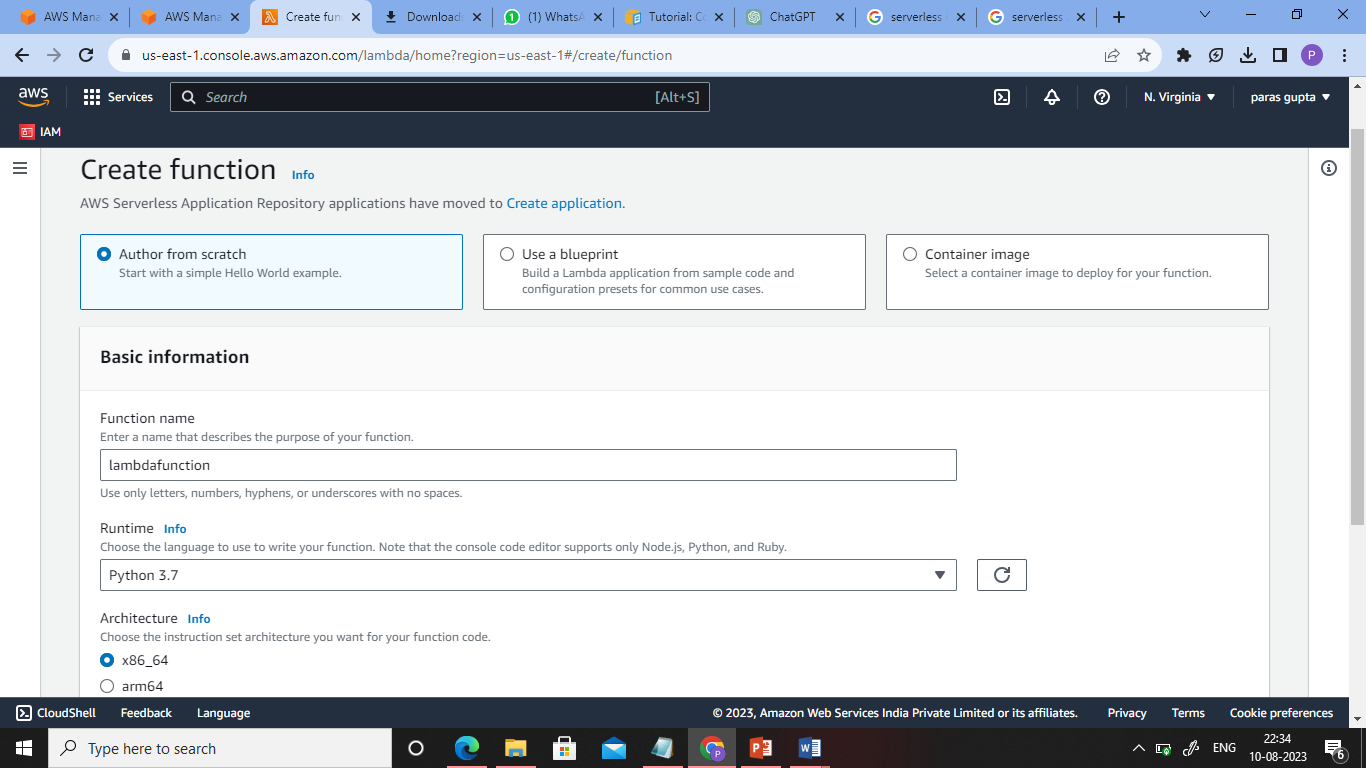 AWS Mana
AWS Mana
Create fun
Download
(1) WhatsA
Tutorial: C
ChatGPT
serverless
serverless
us-east-1.console.aws.amazon.com/lambda/home?region=us-east-1#/create/function
P
aws
Services
Search
[Alt+S]
N. Virginia
paras gupta
IAM
Create function
Info
AWS Serverless Application Repository applications have moved to Create application.
Author from scratch
Start with a simple Hello World example.
Use a blueprint
Build a Lambda application from sample code and
configuration presets for common use cases.
Container image
Select a container image to deploy for your function.
Basic information
Function name
Enter a name that describes the purpose of your function.
lambdafunction
Use only letters, numbers, hyphens, or underscores with no spaces.
Runtime Info
Choose the language to use to write your function. Note that the console code editor supports only Node.js, Python, and Ruby.
Python 3.7
Architecture Info
Choose the instruction set architecture you want for your function code.
x86_64
arm64
CloudShell
Feedback
Language
© 2023, Amazon Web Services India Private Limited or its affiliates.
Privacy
Terms
Cookie preferences
Type here to search
ENG
22:34
10-08-2023
6